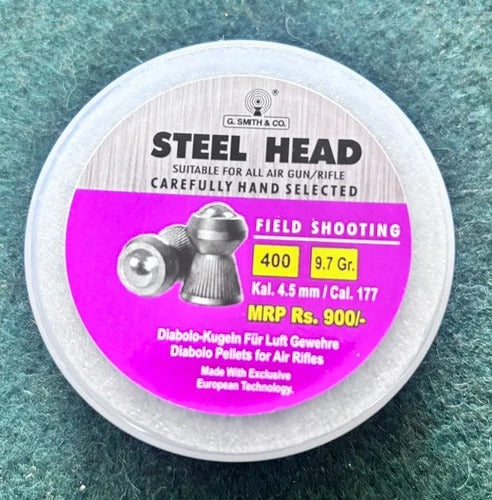 ®
G. SMITH & CO.
STEEL HEAD
SUITABLE FOR ALL AIR GUN/RIFLE
CAREFULLY HAND SELECTED
FIELD SHOOTING
400 9.7 Gr.
Kal. 4.5 mm / Cal. 177
MRP Rs. 900/-
Diabolo-Kugeln Für Luft Gewehre
Diabolo Pellets for Air Rifles
Made With Exclusive
European Technology.